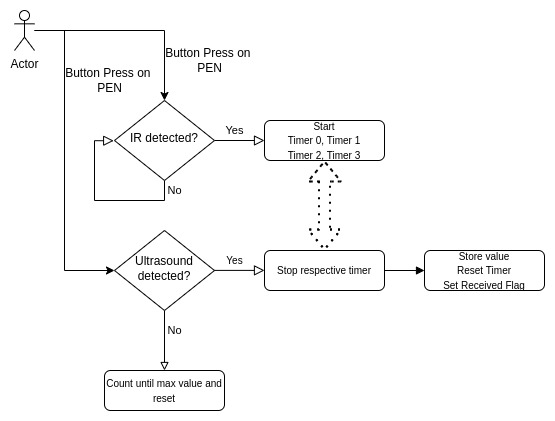 Actor
Button Press on
PEN
Button Press on
PEN
IR detected?
Yes
No
Start
Timer 0, Timer 1
Timer 2, Timer 3
Ultrasound
detected?
Yes
No
Stop respective timer
Store value
Reset Timer
Set Received Flag
Count until max value and
reset